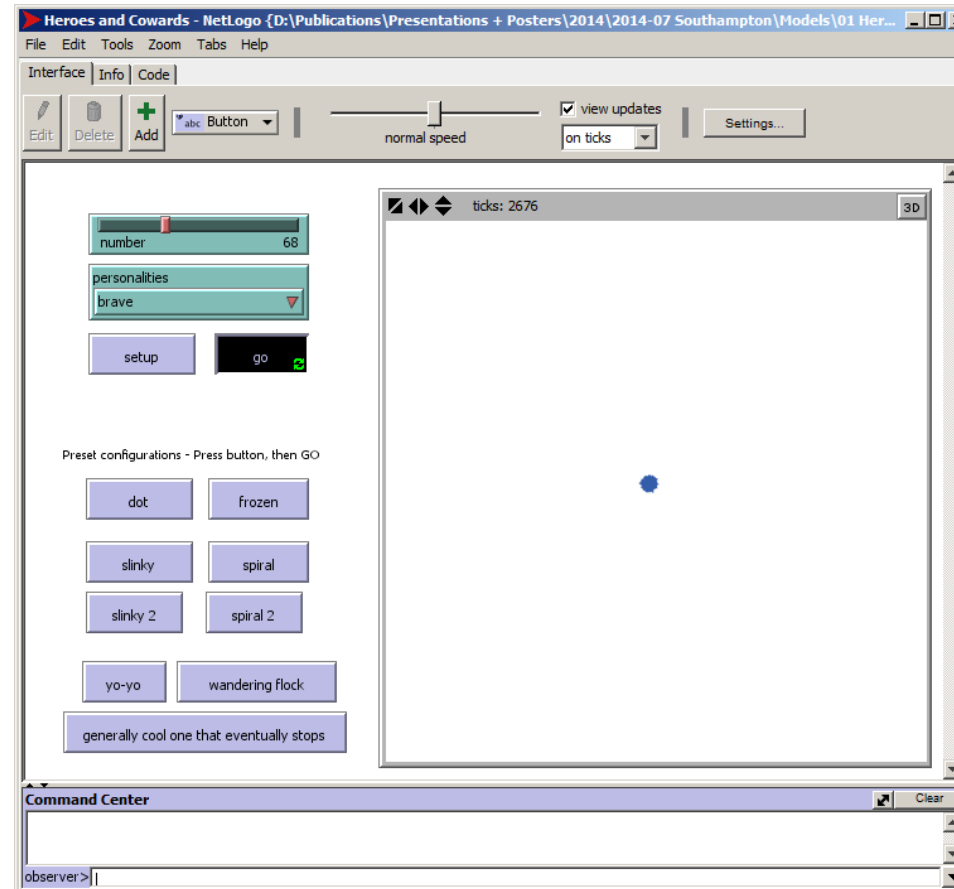 Heroes and Cowards - NetLogo {D:\Publications\Presentations + Posters\2014\2014-07 Southampton\Models\01 Her...
File Edit Tools Zoom Tabs Help
Interface Info Code
Edit Delete Add abc Button normal speed view updates on ticks Settings...
ticks: 2676 3D
number 68
personalities
brave
setup go
Preset configurations - Press button, then GO
dot frozen
slinky spiral
slinky 2 spiral 2
yo-yo wandering flock
generally cool one that eventually stops
Command Center Clear
observer>